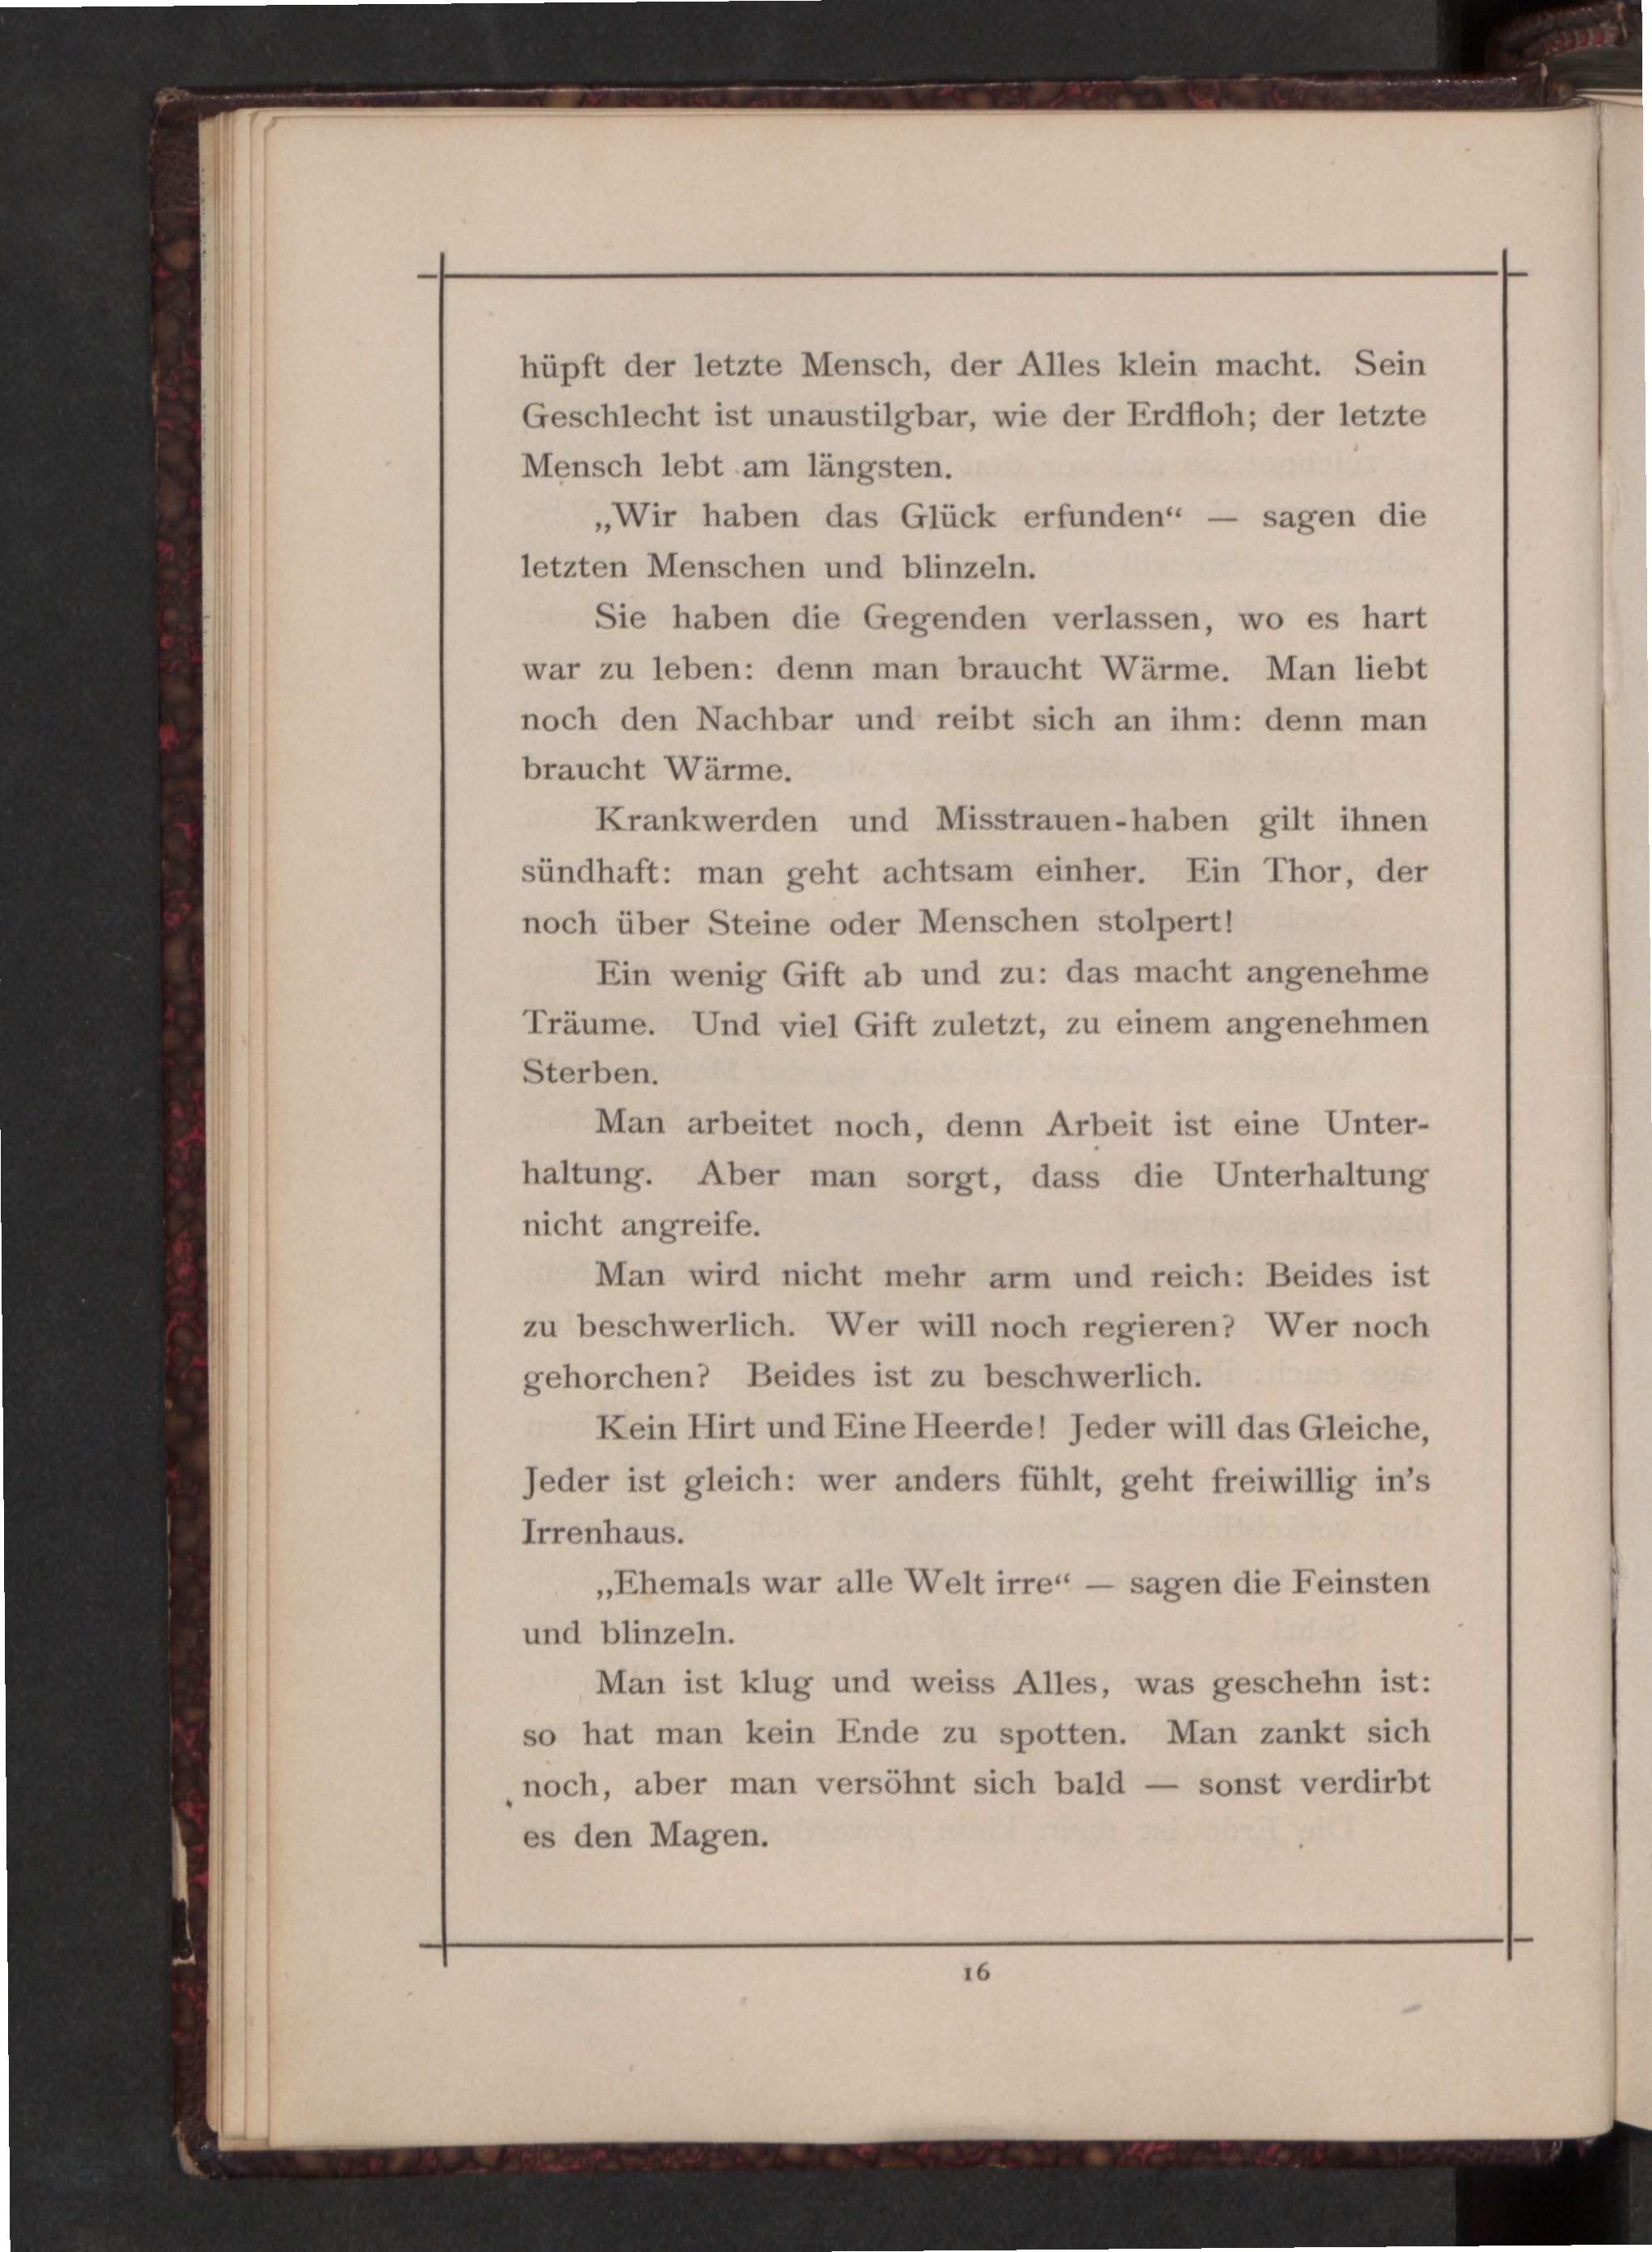 hüpft der letzte Mensch, der Alles klein macht. Sein
Geschlecht ist unaustilgbar, wie der Erdfloh; der letzte
Mensch lebt am längsten.
„Wir haben das Glück erfunden“ — sagen die
letzten Menschen und blinzeln.
Sie haben die Gegenden verlassen, wo es hart
war zu leben: denn man braucht Wärme. Man liebt
noch den Nachbar und reibt sich an ihm: denn man
braucht Wärme.
Krankwerden und Misstrauen-haben gilt ihnen
sündhaft: man geht achtsam einher. Ein Thor, der
noch über Steine oder Menschen stolpert!
Ein wenig Gift ab und zu: das macht angenehme
Träume. Und viel Gift zuletzt, zu einem angenehmen
Sterben.
Man arbeitet noch, denn Arbeit ist eine Unter-
haltung. Aber man sorgt, dass die Unterhaltung
nicht angreife.
Man wird nicht mehr arm und reich: Beides ist
zu beschwerlich. Wer will noch regieren? Wer noch
gehorchen? Beides ist zu beschwerlich.
Kein Hirt und Eine Heerde! Jeder will das Gleiche,
Jeder ist gleich: wer anders fühlt, geht freiwillig in’s
Irrenhaus.
„Ehemals war alle Welt irre“ — sagen die Feinsten
und blinzeln.
Man ist klug und weiss Alles, was geschehn ist:
so hat man kein Ende zu spotten. Man zankt sich
noch, aber man versöhnt sich bald — sonst verdirbt
es den Magen.
16